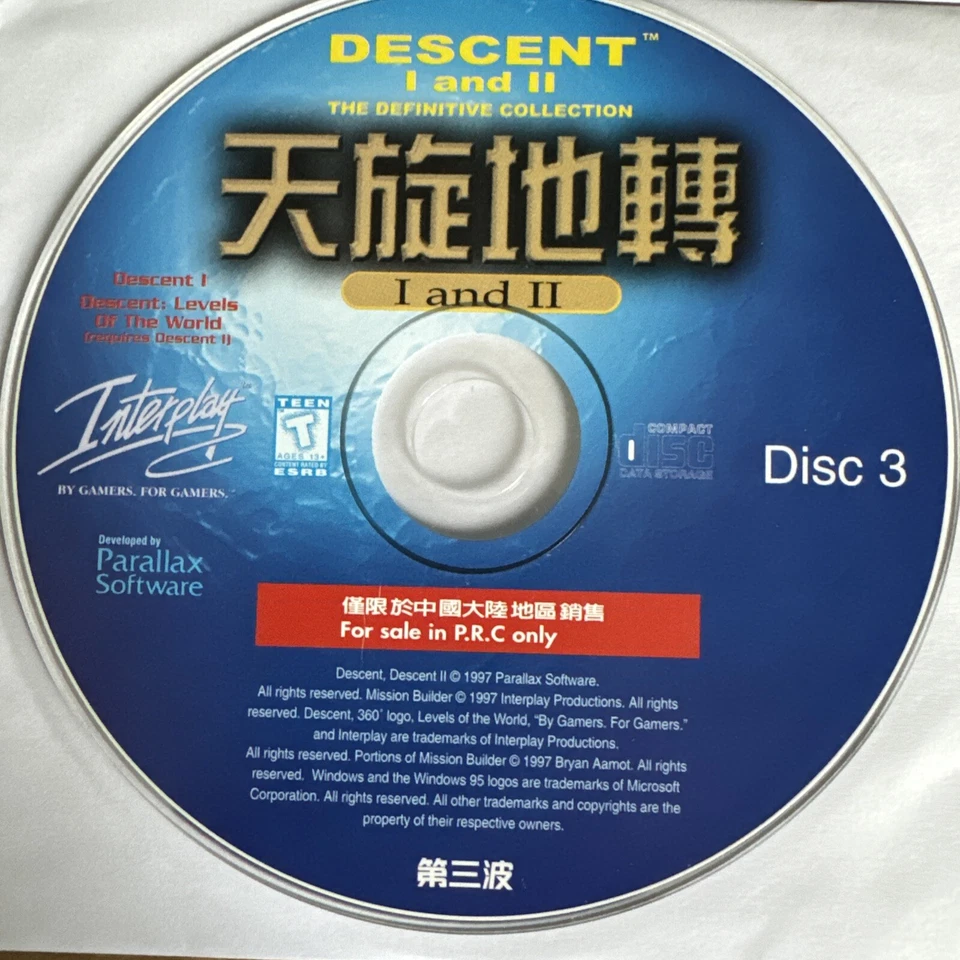 DESCENT™
I and II
THE DEFINITIVE COLLECTION
天旋地轉
I and II
Descent I
Descent: Levels
Of The World
(requires Descent I)
Interplay™
BY GAMERS. FOR GAMERS.™
TEEN
T
AGES 13+
CONTENT RATED BY
ESRB
COMPACT
disc
DATA STORAGE
Disc 3
Developed by
Parallax
Software
僅限於中國大陸地區銷售
For sale in P.R.C only
Descent, Descent II © 1997 Parallax Software.
All rights reserved. Mission Builder © 1997 Interplay Productions. All rights
reserved. Descent, 360° logo, Levels of the World, "By Gamers. For Gamers."
and Interplay are trademarks of Interplay Productions.
All rights reserved. Portions of Mission Builder © 1997 Bryan Aamot. All rights
reserved. Windows and the Windows 95 logos are trademarks of Microsoft
Corporation. All rights reserved. All other trademarks and copyrights are the
property of their respective owners.
第三波